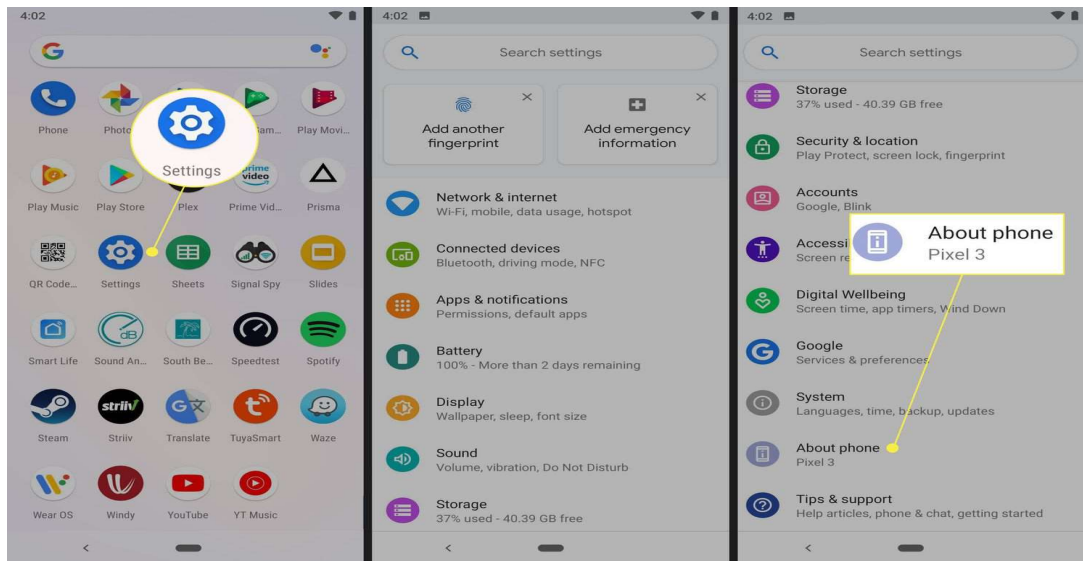 4:02
Phone
Photo
am...
Play Movi...
Settings
Play Music
Play Store
Plex
prime video
Prime Vid...
Prisma
QR Code...
Settings
Sheets
Signal Spy
Slides
Smart Life
dB
Sound An...
South Be...
Speedtest
Spotify
Steam
striiv
Striiv
Translate
TuyaSmart
Waze
Wear OS
Windy
YouTube
YT Music
4:02
Search settings
Add another
fingerprint
Add emergency
information
Network & internet
Wi-Fi, mobile, data usage, hotspot
Connected devices
Bluetooth, driving mode, NFC
Apps & notifications
Permissions, default apps
Battery
100% - More than 2 days remaining
Display
Wallpaper, sleep, font size
Sound
Volume, vibration, Do Not Disturb
Storage
37% used - 40.39 GB free
4:02
Search settings
Storage
37% used - 40.39 GB free
Security & location
Play Protect, screen lock, fingerprint
Accounts
Google, Blink
Accessi
Screen re
About phone
Pixel 3
Digital Wellbeing
Screen time, app timers, Wind Down
Google
Services & preferences
System
Languages, time, backup, updates
About phone
Pixel 3
Tips & support
Help articles, phone & chat, getting started